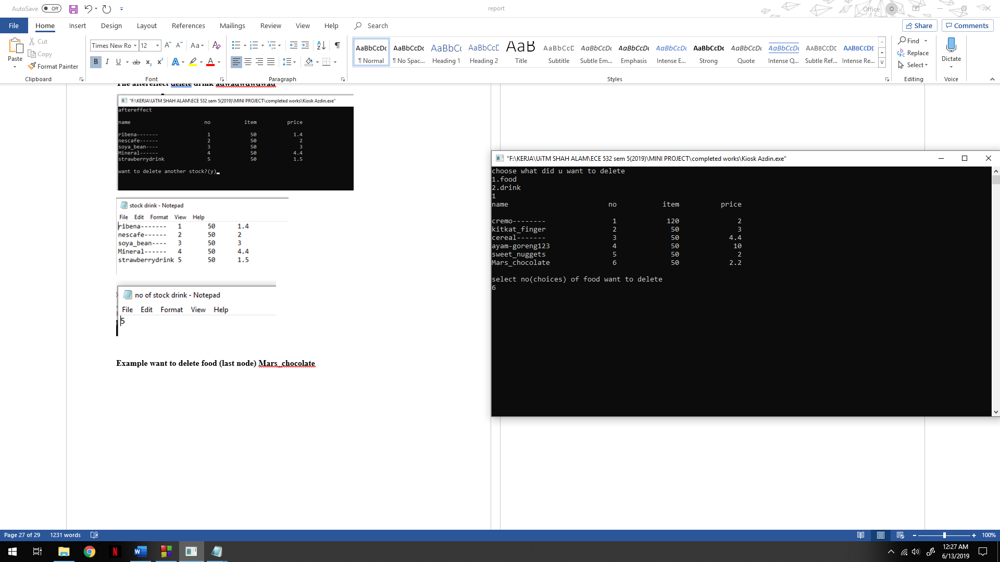 AutoSave Off report Office O
File Home Insert Design Layout References Mailings Review View Help Search Share Comments
Paste Cut Copy Format Painter
Clipboard
Times New Ro 12
Font
Paragraph
AaBbCcDc AaBbCcDc AaBbCc AaBbCcD AaB AaBbCcD AaBbCcDc AaBbCcDc AaBbCcDc AaBbCcDc AaBbCcDc AaBbCcDc AaBbCcDd AaBbCcDd
¶ Normal ¶ No Spac... Heading 1 Heading 2 Title Subtitle Subtle Em... Emphasis Intense E... Strong Quote Intense Q... Subtle Ref... Intense Re...
Styles
Find
Replace
Select
Editing
Dictate
Voice
The aftereffect delete drink adwadwdwdwad
"F:\KERJA\UiTM SHAH ALAM\ECE 532 sem 5(2019)\MINI PROJECT\completed works\Kiosk Azdin.exe"
aftereffect
name no item price
ribena------- 1 50 1.4
nescafe------ 2 50 2
soya_bean---- 3 50 3
Mineral------ 4 50 4.4
strawberrydrink 5 50 1.5
want to delete another stock?(y)_
stock drink - Notepad
File Edit Format View Help
ribena------- 1 50 1.4
nescafe------ 2 50 2
soya_bean---- 3 50 3
Mineral------ 4 50 4.4
strawberrydrink 5 50 1.5
no of stock drink - Notepad
File Edit Format View Help
5
Example want to delete food (last node) Mars_chocolate
"F:\KERJA\UiTM SHAH ALAM\ECE 532 sem 5(2019)\MINI PROJECT\completed works\Kiosk Azdin.exe"
choose what did u want to delete
1.food
2.drink
1
name no item price
cremo-------- 1 120 2
kitkat_finger 2 50 3
cereal------- 3 50 4.4
ayam-goreng123 4 50 10
sweet_nuggets 5 50 2
Mars_chocolate 6 50 2.2
select no(choices) of food want to delete
6
Page 27 of 29 1231 words 100%
12:27 AM
6/13/2019